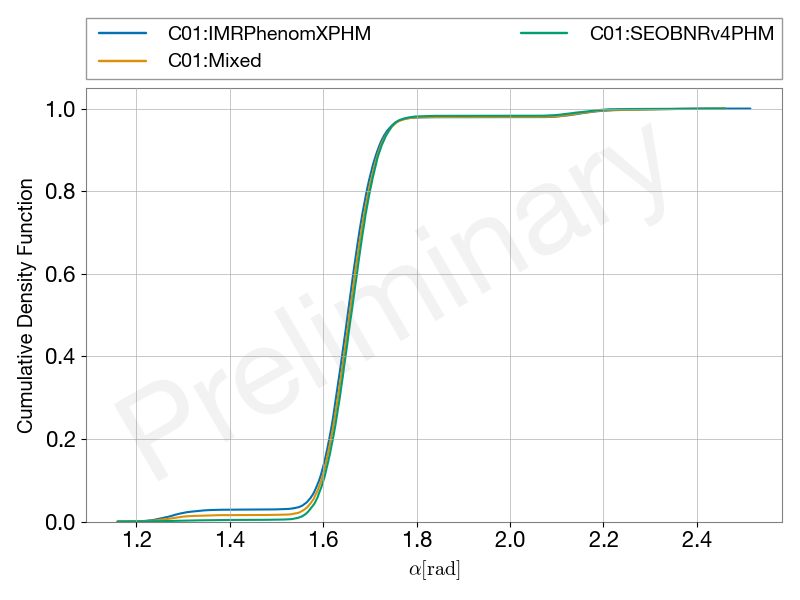 C01:IMRPhenomXPHM
C01:Mixed
C01:SEOBNRv4PHM
1.0
0.8
0.6
0.4
0.2
0.0
Cumulative Density Function
Preliminary
1.2 1.4 1.6 1.8 2.0 2.2 2.4
α[rad]